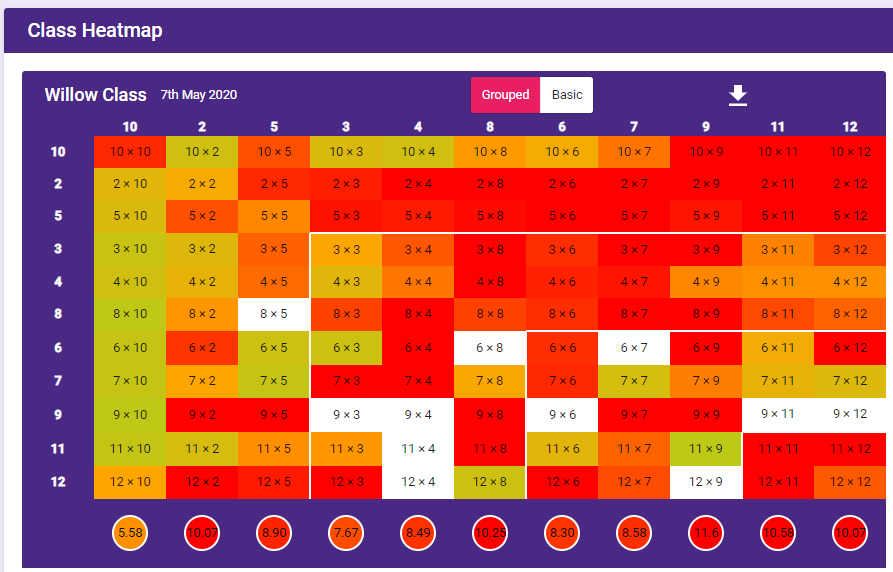 Class Heatmap
Willow Class 7th May 2020 Grouped Basic
10 2 5 3 4 8 6 7 9 11 12
10 10 × 10 10 × 2 10 × 5 10 × 3 10 × 4 10 × 8 10 × 6 10 × 7 10 × 9 10 × 11 10 × 12
2 2 × 10 2 × 2 2 × 5 2 × 3 2 × 4 2 × 8 2 × 6 2 × 7 2 × 9 2 × 11 2 × 12
5 5 × 10 5 × 2 5 × 5 5 × 3 5 × 4 5 × 8 5 × 6 5 × 7 5 × 9 5 × 11 5 × 12
3 3 × 10 3 × 2 3 × 5 3 × 3 3 × 4 3 × 8 3 × 6 3 × 7 3 × 9 3 × 11 3 × 12
4 4 × 10 4 × 2 4 × 5 4 × 3 4 × 4 4 × 8 4 × 6 4 × 7 4 × 9 4 × 11 4 × 12
8 8 × 10 8 × 2 8 × 5 8 × 3 8 × 4 8 × 8 8 × 6 8 × 7 8 × 9 8 × 11 8 × 12
6 6 × 10 6 × 2 6 × 5 6 × 3 6 × 4 6 × 8 6 × 6 6 × 7 6 × 9 6 × 11 6 × 12
7 7 × 10 7 × 2 7 × 5 7 × 3 7 × 4 7 × 8 7 × 6 7 × 7 7 × 9 7 × 11 7 × 12
9 9 × 10 9 × 2 9 × 5 9 × 3 9 × 4 9 × 8 9 × 6 9 × 7 9 × 9 9 × 11 9 × 12
11 11 × 10 11 × 2 11 × 5 11 × 3 11 × 4 11 × 8 11 × 6 11 × 7 11 × 9 11 × 11 11 × 12
12 12 × 10 12 × 2 12 × 5 12 × 3 12 × 4 12 × 8 12 × 6 12 × 7 12 × 9 12 × 11 12 × 12
5.58 10.07 8.90 7.67 8.49 10.25 8.30 8.58 11.6 10.58 10.07